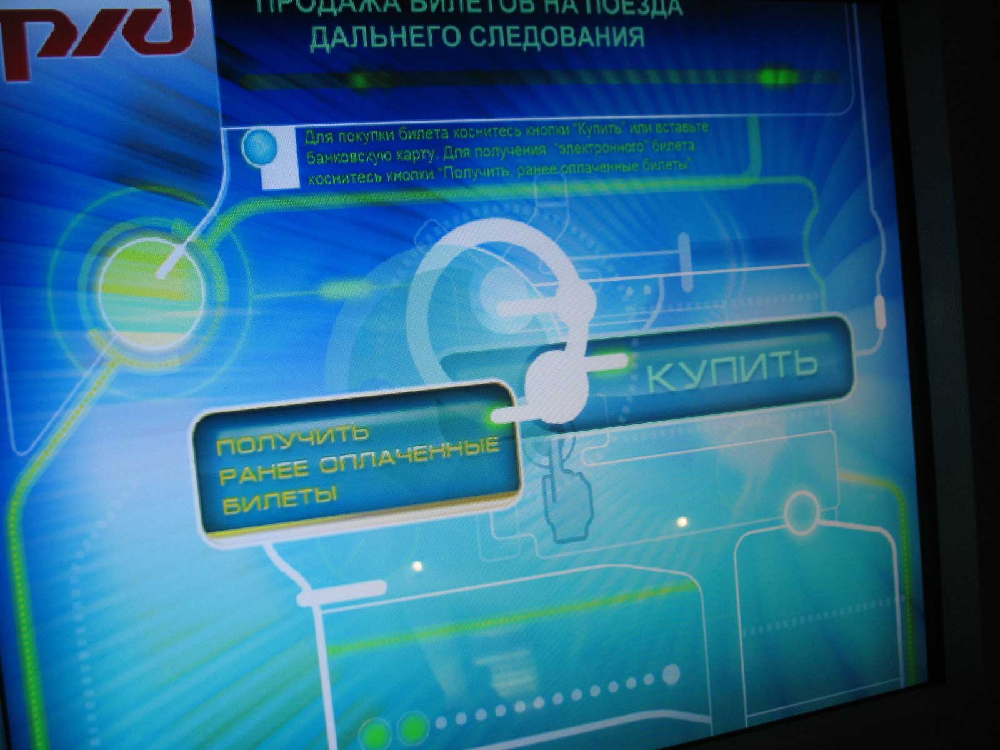 РЖД
ПРОДАЖА БИЛЕТОВ НА ПОЕЗДА
ДАЛЬНЕГО СЛЕДОВАНИЯ
Для покупки билета коснитесь кнопки "Купить" или вставьте
банковскую карту. Для получения "электронного" билета
коснитесь кнопки "Получить, ранее оплаченные билеты".
КУПИТЬ
ПОЛУЧИТЬ
РАНЕЕ ОПЛАЧЕННЫЕ
БИЛЕТЫ